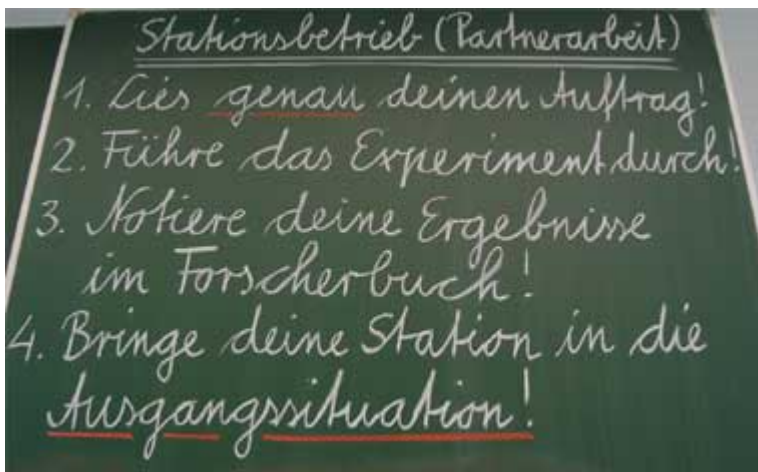 Stationsbetrieb (Partnerarbeit)
1. Lies genau deinen Auftrag!
2. Führe das Experiment durch!
3. Notiere deine Ergebnisse
im Forscherbuch!
4. Bringe deine Station in die
Ausgangssituation!